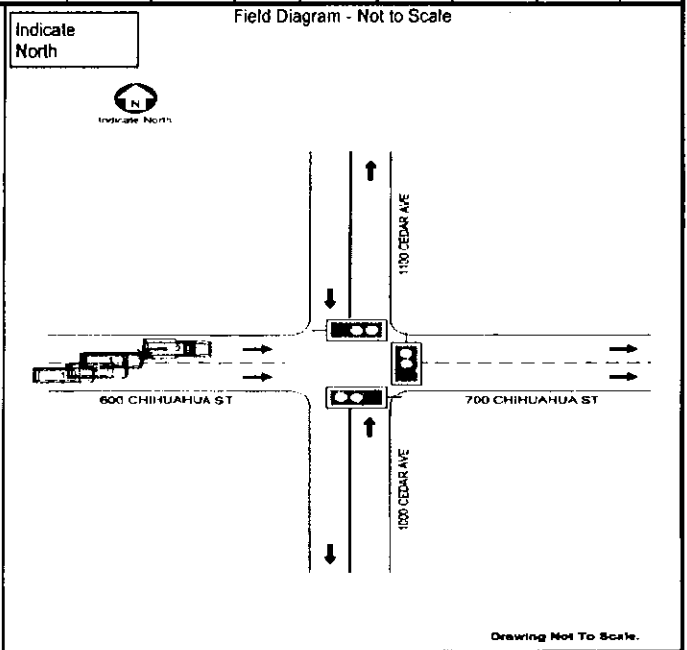 Field Diagram - Not to Scale
Indicate
North
N
Indicate North
1100 CEDAR AVE
600 CHIHUAHUA ST
700 CHIHUAHUA ST
1000 CEDAR AVE
Drawing Not To Scale.